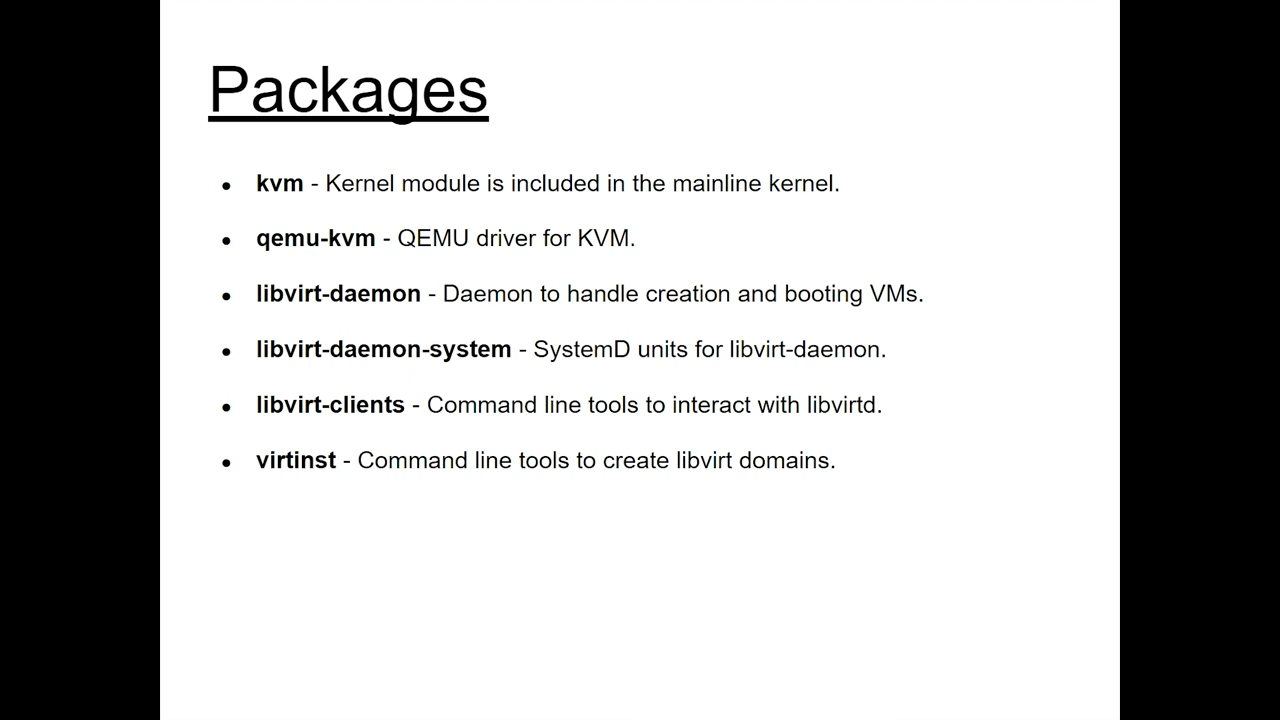 Packages
● kvm - Kernel module is included in the mainline kernel.
● qemu-kvm - QEMU driver for KVM.
● libvirt-daemon - Daemon to handle creation and booting VMs.
● libvirt-daemon-system - SystemD units for libvirt-daemon.
● libvirt-clients - Command line tools to interact with libvirtd.
● virtinst - Command line tools to create libvirt domains.